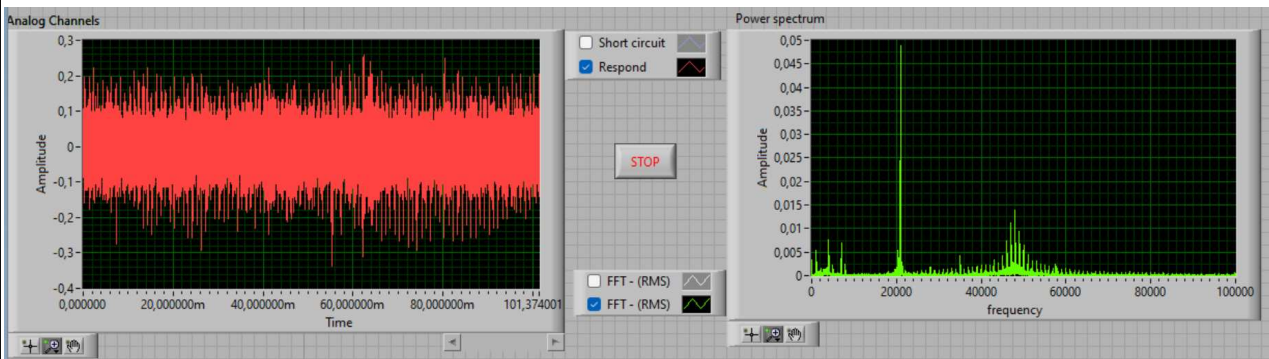 Analog Channels
0,3
0,2
0,1
0
-0,1
-0,2
-0,3
-0,4
Amplitude
0,000000 20,000000m 40,000000m 60,000000m 80,000000m 101,374001
Time
Short circuit
Respond
STOP
FFT - (RMS)
FFT - (RMS)
Power spectrum
0,05
0,045
0,04
0,035
0,03
0,025
0,02
0,015
0,01
0,005
0
Amplitude
0 20000 40000 60000 80000 100000
frequency